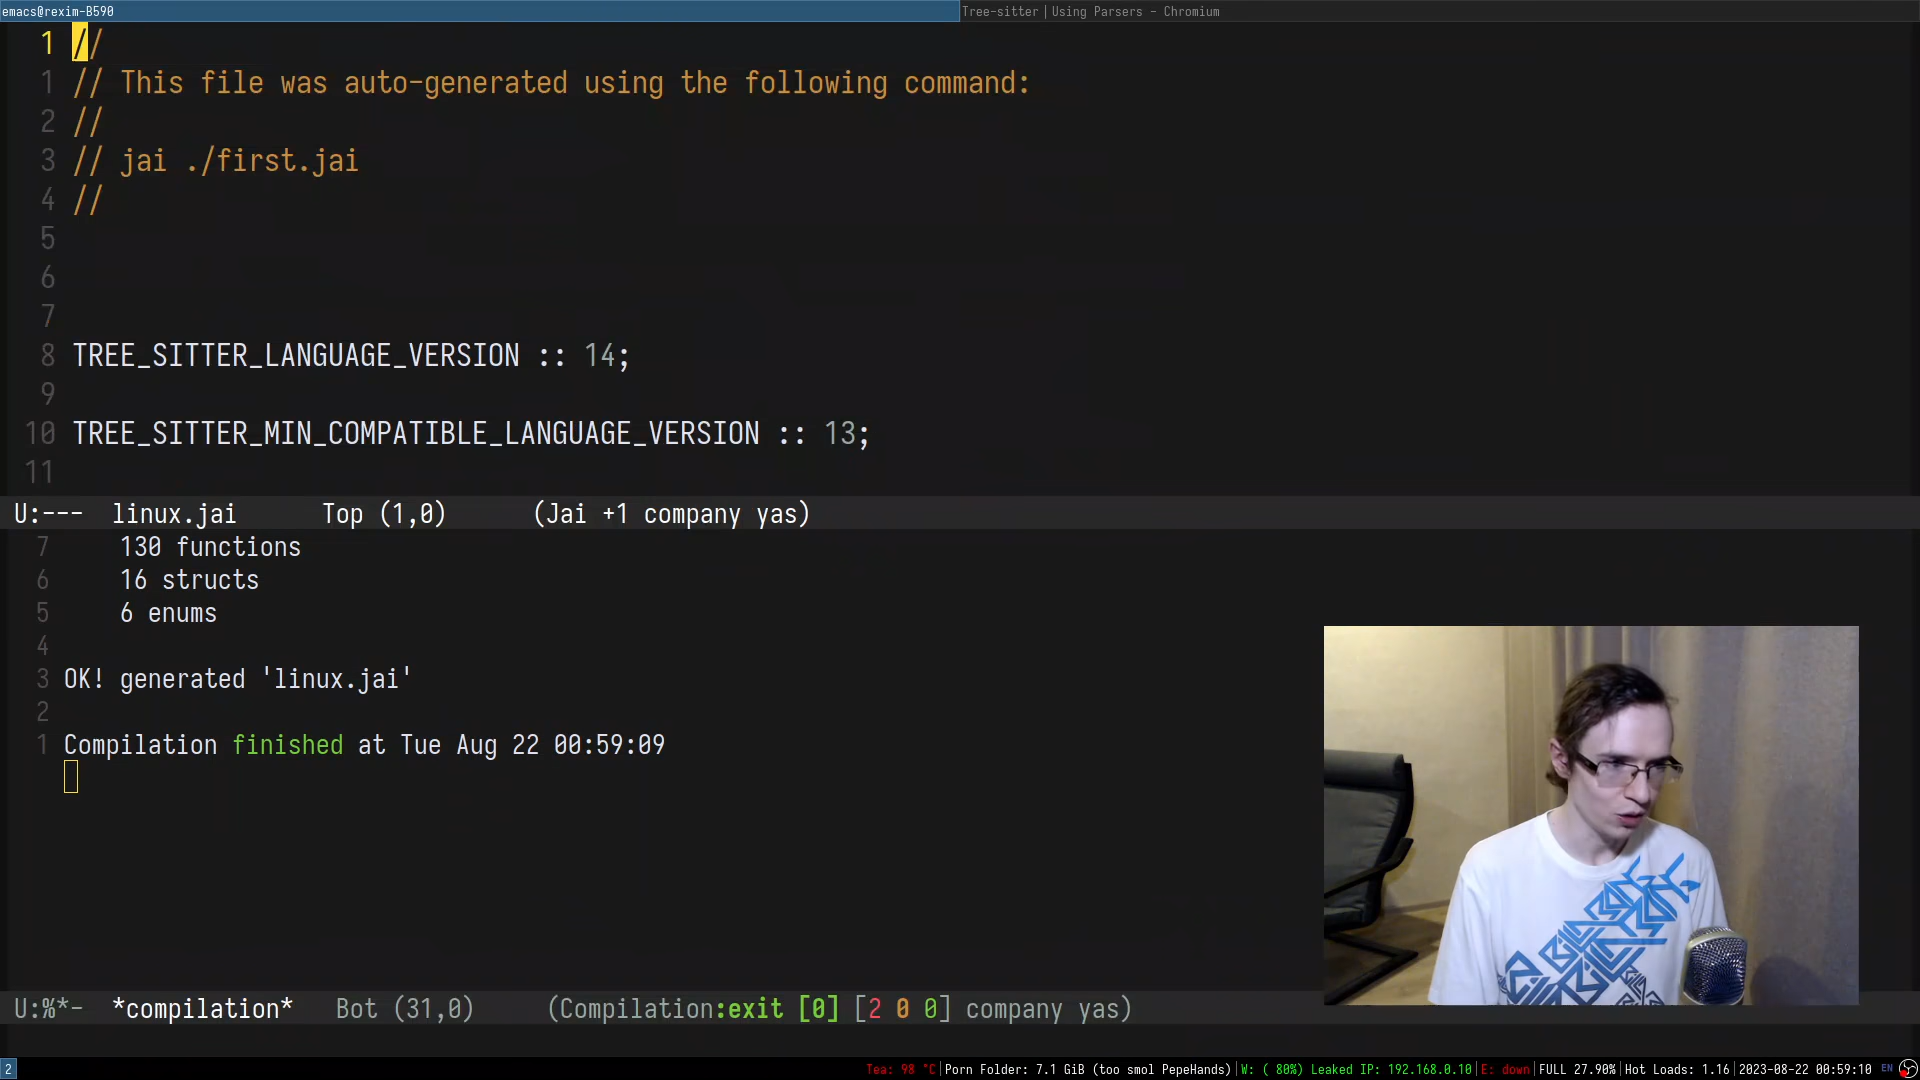 emacs@rexim-B590
Tree-sitter|Using Parsers - Chromium
1 //
1 // This file was auto-generated using the following command:
2 //
3 // jai ./first.jai
4 //
5
6
7
8 TREE_SITTER_LANGUAGE_VERSION :: 14;
9
10 TREE_SITTER_MIN_COMPATIBLE_LANGUAGE_VERSION :: 13;
11
U:--- linux.jai Top (1,0) (Jai +1 company yas)
7 130 functions
6 16 structs
5 6 enums
4
3 OK! generated 'linux.jai'
2
1 Compilation finished at Tue Aug 22 00:59:09
U:%*- *compilation* Bot (31,0) (Compilation:exit [0] [2 0 0] company yas)
2 Tea: 98 °C|Porn Folder: 7.1 GiB (too smol PepeHands)|W: ( 80%) Leaked IP: 192.168.0.10|E: down|FULL 27.90%|Hot Loads: 1.16|2023-08-22 00:59:10 EN